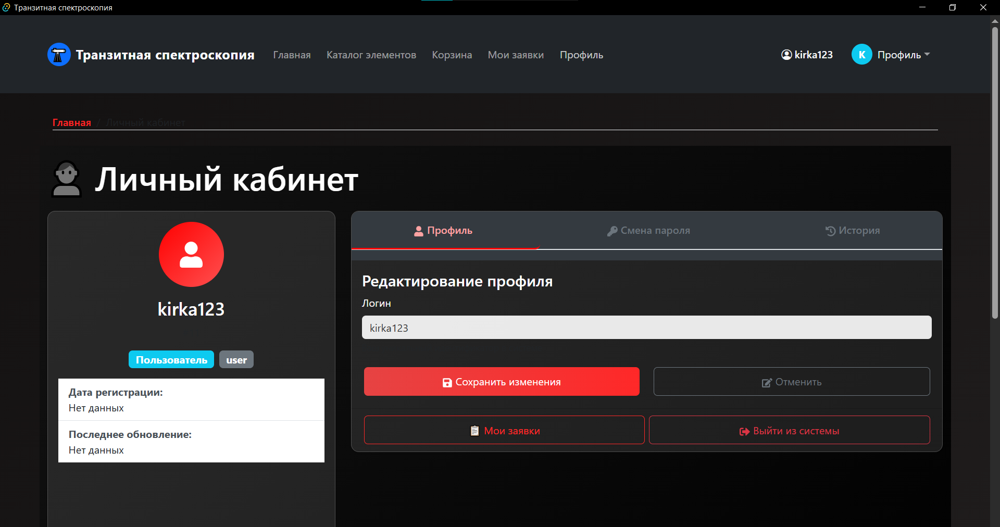 Транзитная спектроскопия
Транзитная спектроскопия Главная Каталог элементов Корзина Мои заявки Профиль kirka123 K Профиль
Главная / Личный кабинет
Личный кабинет
kirka123
Пользователь user
Дата регистрации:
Нет данных
Последнее обновление:
Нет данных
Профиль Смена пароля История
Редактирование профиля
Логин
kirka123
Сохранить изменения Отменить
Мои заявки Выйти из системы